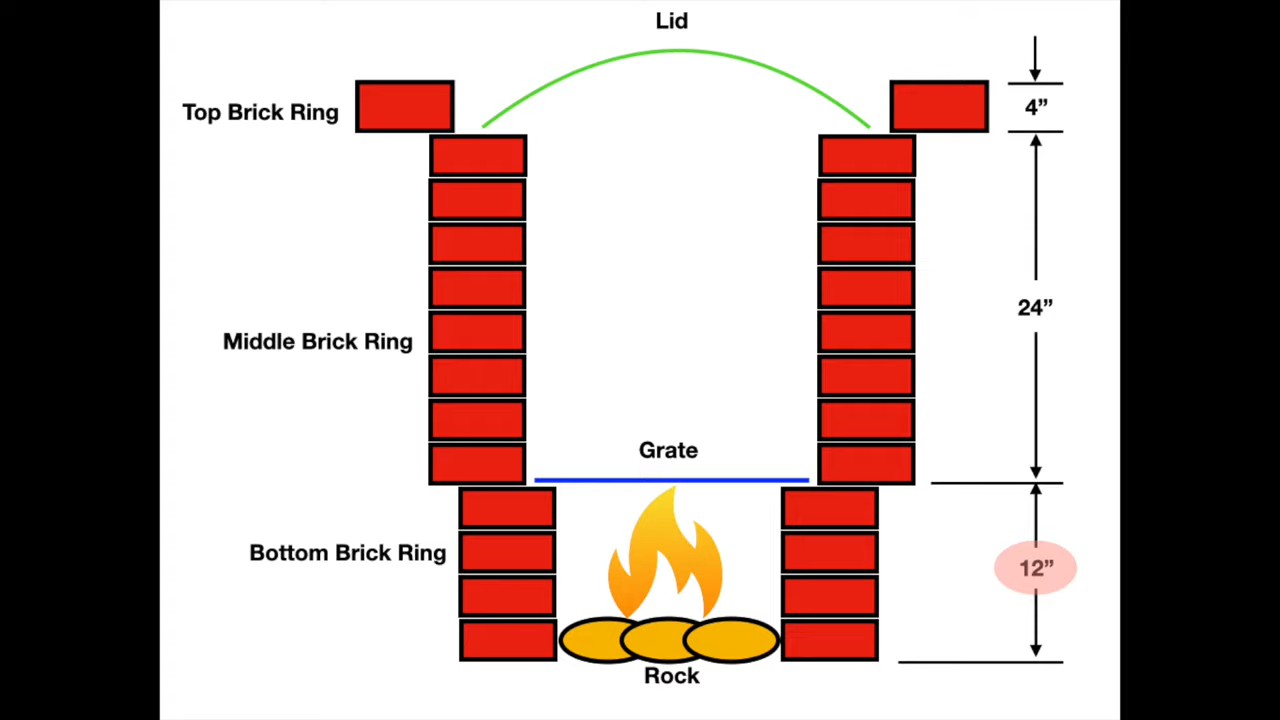 Lid
Top Brick Ring
4”
24”
Middle Brick Ring
Grate
Bottom Brick Ring
12”
Rock